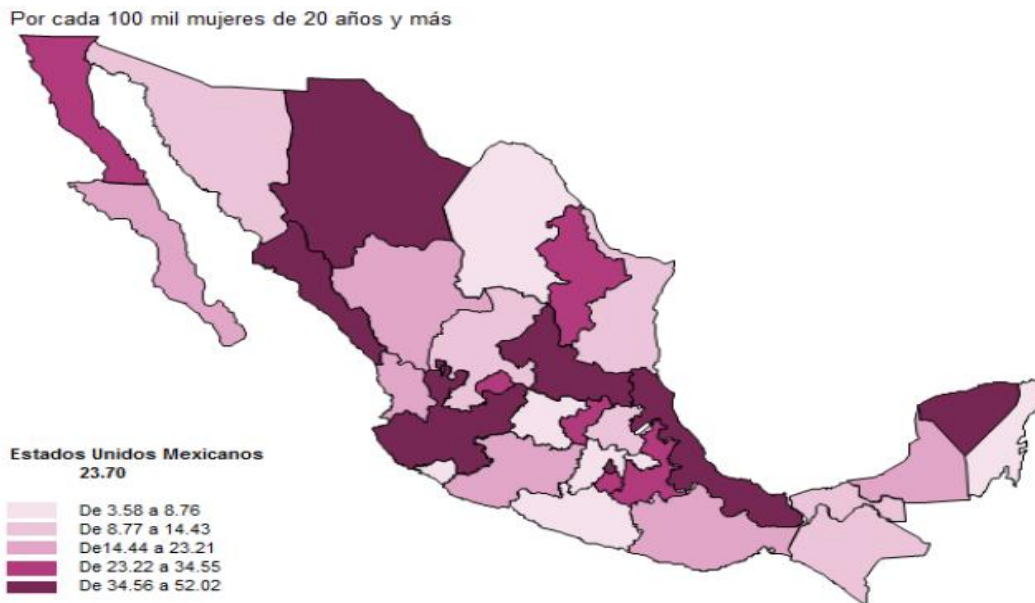 Por cada 100 mil mujeres de 20 años y más
Estados Unidos Mexicanos
23.70
De 3.58 a 8.76
De 8.77 a 14.43
De14.44 a 23.21
De 23.22 a 34.55
De 34.56 a 52.02